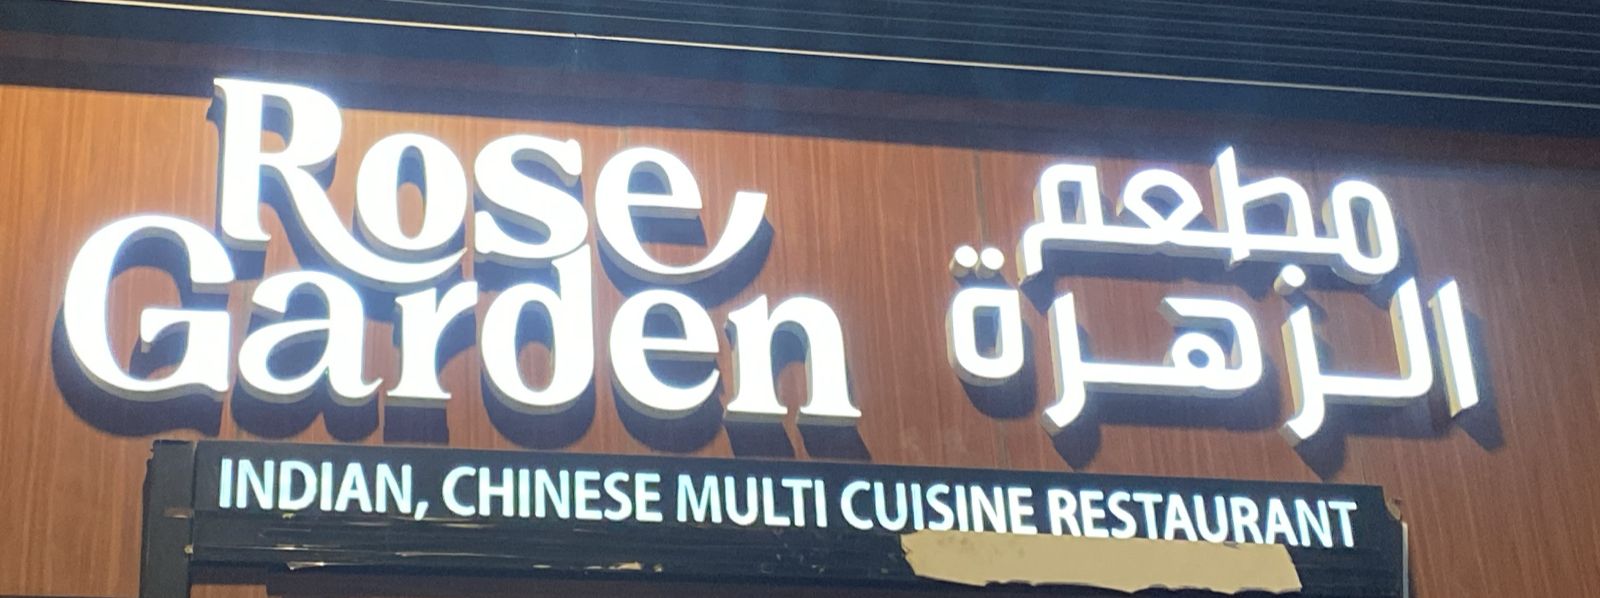 Rose
Garden
مطعم
الزهرة
INDIAN, CHINESE MULTI CUISINE RESTAURANT